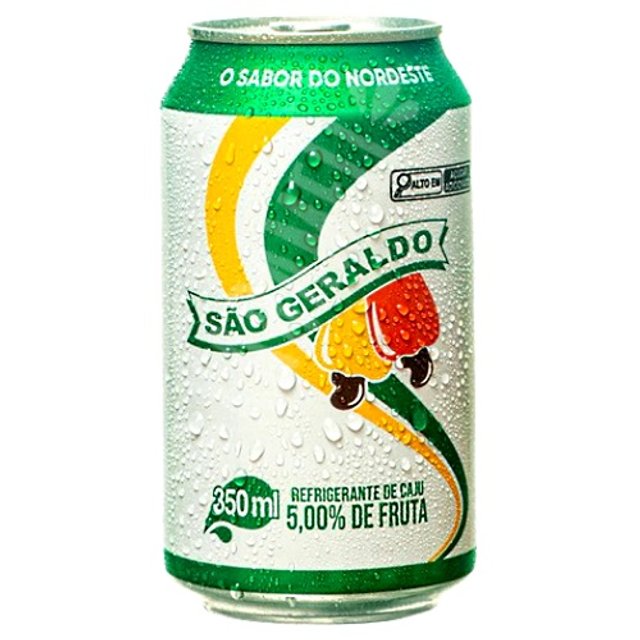 O SABOR DO NORDESTE
ALTO EM
SÃO GERALDO
350ml
REFRIGERANTE DE CAJU
5,00% DE FRUTA